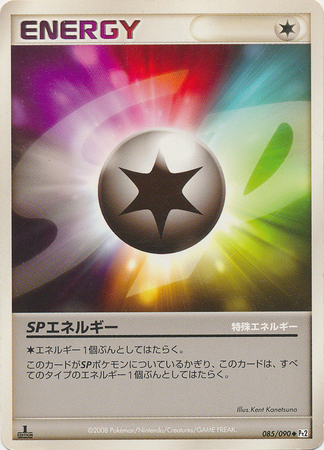 ENERGY
SPエネルギー
特殊エネルギー
エネルギー1個ぶんとしてはたらく。
このカードがSPポケモンについているかぎり、このカードは、すべ
てのタイプのエネルギー1個ぶんとしてはたらく。
Illus.Kent Kanetsuna
1
EDITION
©2008 Pokémon/Nintendo/Creatures/GAME FREAK.
085/090 Pt2